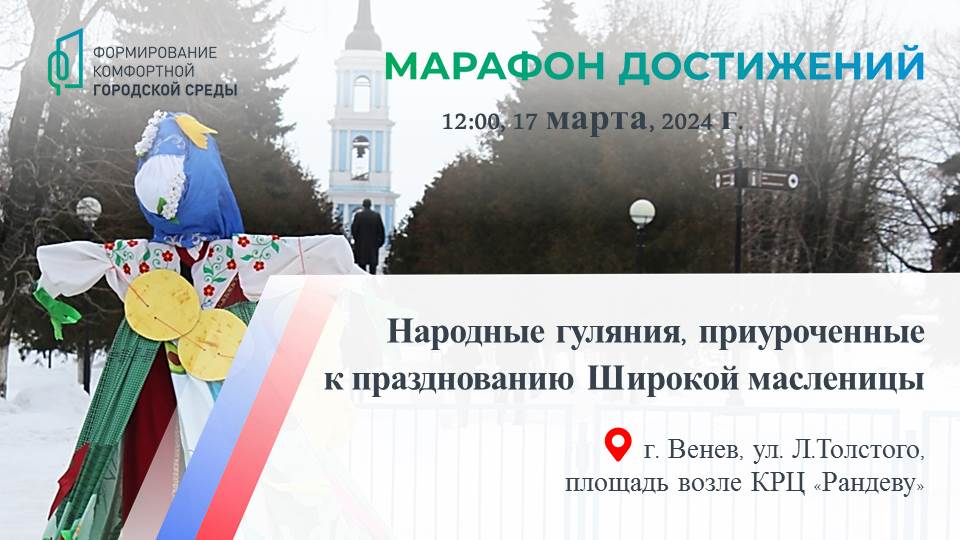 ФОРМИРОВАНИЕ
КОМФОРТНОЙ
ГОРОДСКОЙ СРЕДЫ
МАРАФОН ДОСТИЖЕНИЙ
12:00, 17 марта, 2024 г.
Народные гуляния, приуроченные
к празднованию Широкой масленицы
г. Венев, ул. Л.Толстого,
площадь возле КРЦ «Рандеву»